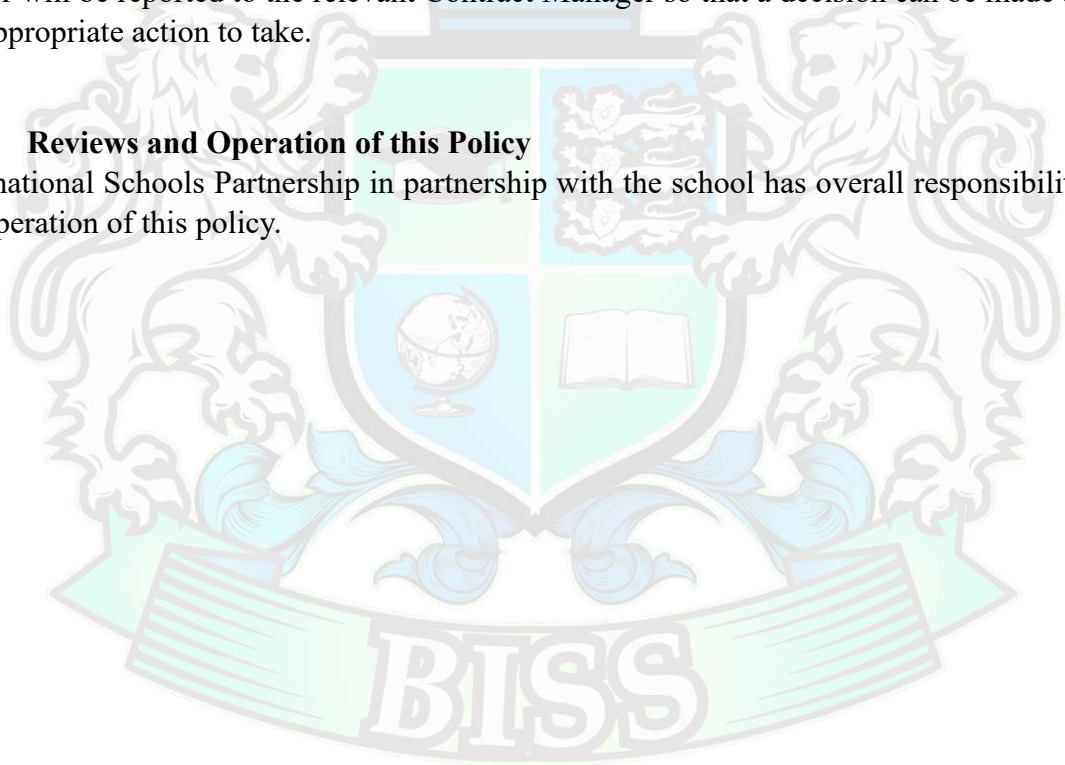 will be reported to the relevant Contract Manager so that a decision can be made
appropriate action to take.
Reviews and Operation of this Policy
national Schools Partnership in partnership with the school has overall responsibilit
peration of this policy.
BISS